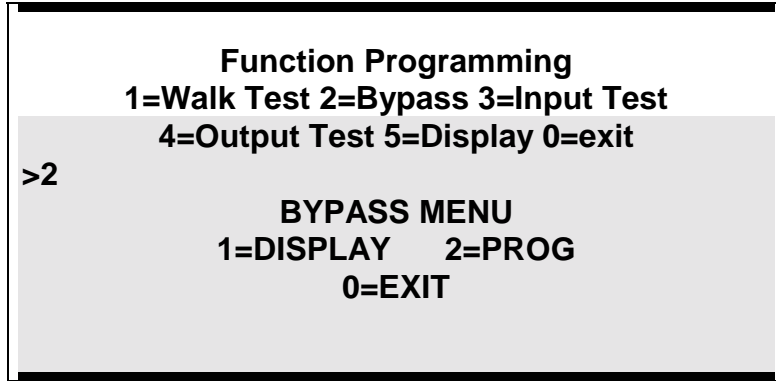 Function Programming
1=Walk Test 2=Bypass 3=Input Test
4=Output Test 5=Display 0=exit
>2
BYPASS MENU
1=DISPLAY 2=PROG
0=EXIT